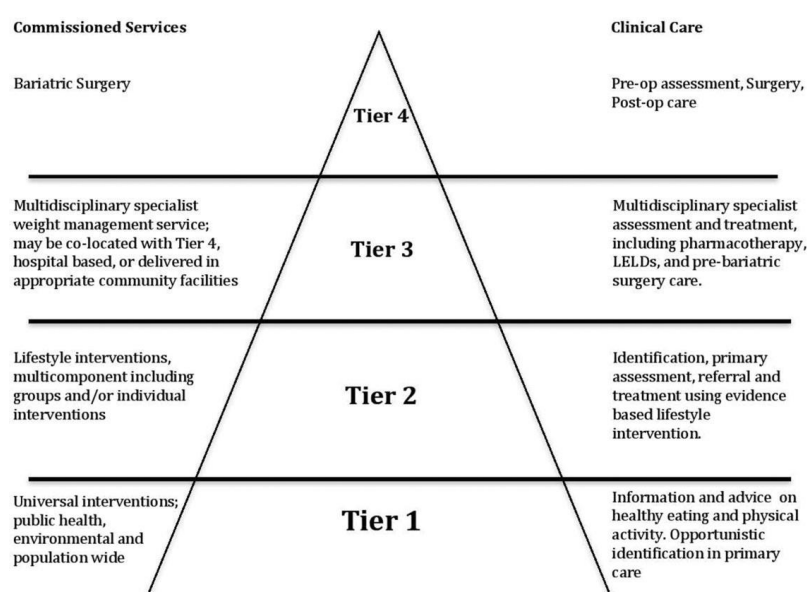 Commissioned Services
Clinical Care
Bariatric Surgery
Tier 4
Pre-op assessment, Surgery,
Post-op care
Multidisciplinary specialist
weight management service;
may be co-located with Tier 4,
hospital based, or delivered in
appropriate community facilities
Tier 3
Multidisciplinary specialist
assessment and treatment,
including pharmacotherapy,
LELDs, and pre-bariatric
surgery care.
Lifestyle interventions,
multicomponent including
groups and/or individual
interventions
Tier 2
Identification, primary
assessment, referral and
treatment using evidence
based lifestyle
intervention.
Universal interventions;
public health,
environmental and
population wide
Tier 1
Information and advice on
healthy eating and physical
activity. Opportunistic
identification in primary
care